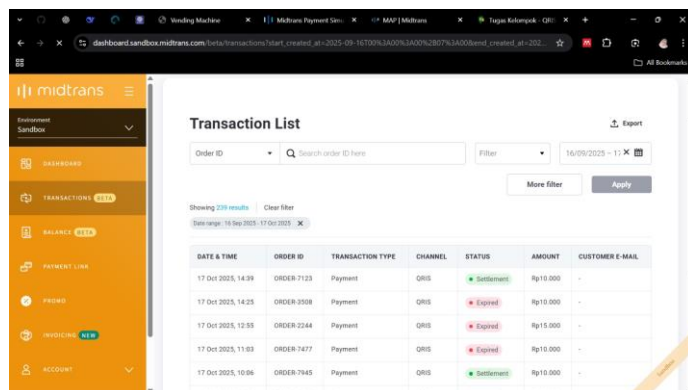 Vending Machine
Midtrans Payment Simu
MAP | Midtrans
Tugas Kelompok - QRIS
dashboard.sandbox.midtrans.com/beta/transactions?start_created_at=2025-09-16T00%3A00%3A00%2B07%3A00&end_created_at=202...
All Bookmarks
midtrans
Environment
Sandbox
DASHBOARD
TRANSACTIONS BETA
BALANCE BETA
PAYMENT LINK
PROMO
INVOICING NEW
ACCOUNT
Transaction List
Export
Order ID
Search order ID here
Filter
16/09/2025 – 17
More filter
Apply
Showing 239 results
Clear filter
Date range : 16 Sep 2025 - 17 Oct 2025
DATE & TIME ORDER ID TRANSACTION TYPE CHANNEL STATUS AMOUNT CUSTOMER E-MAIL
17 Oct 2025, 14:39 ORDER-7123 Payment QRIS Settlement Rp10.000 -
17 Oct 2025, 14:25 ORDER-3508 Payment QRIS Expired Rp10.000 -
17 Oct 2025, 12:55 ORDER-2244 Payment QRIS Expired Rp15.000 -
17 Oct 2025, 11:03 ORDER-7477 Payment QRIS Expired Rp10.000 -
17 Oct 2025, 10:06 ORDER-7945 Payment QRIS Settlement Rp10.000 -
Sandbox